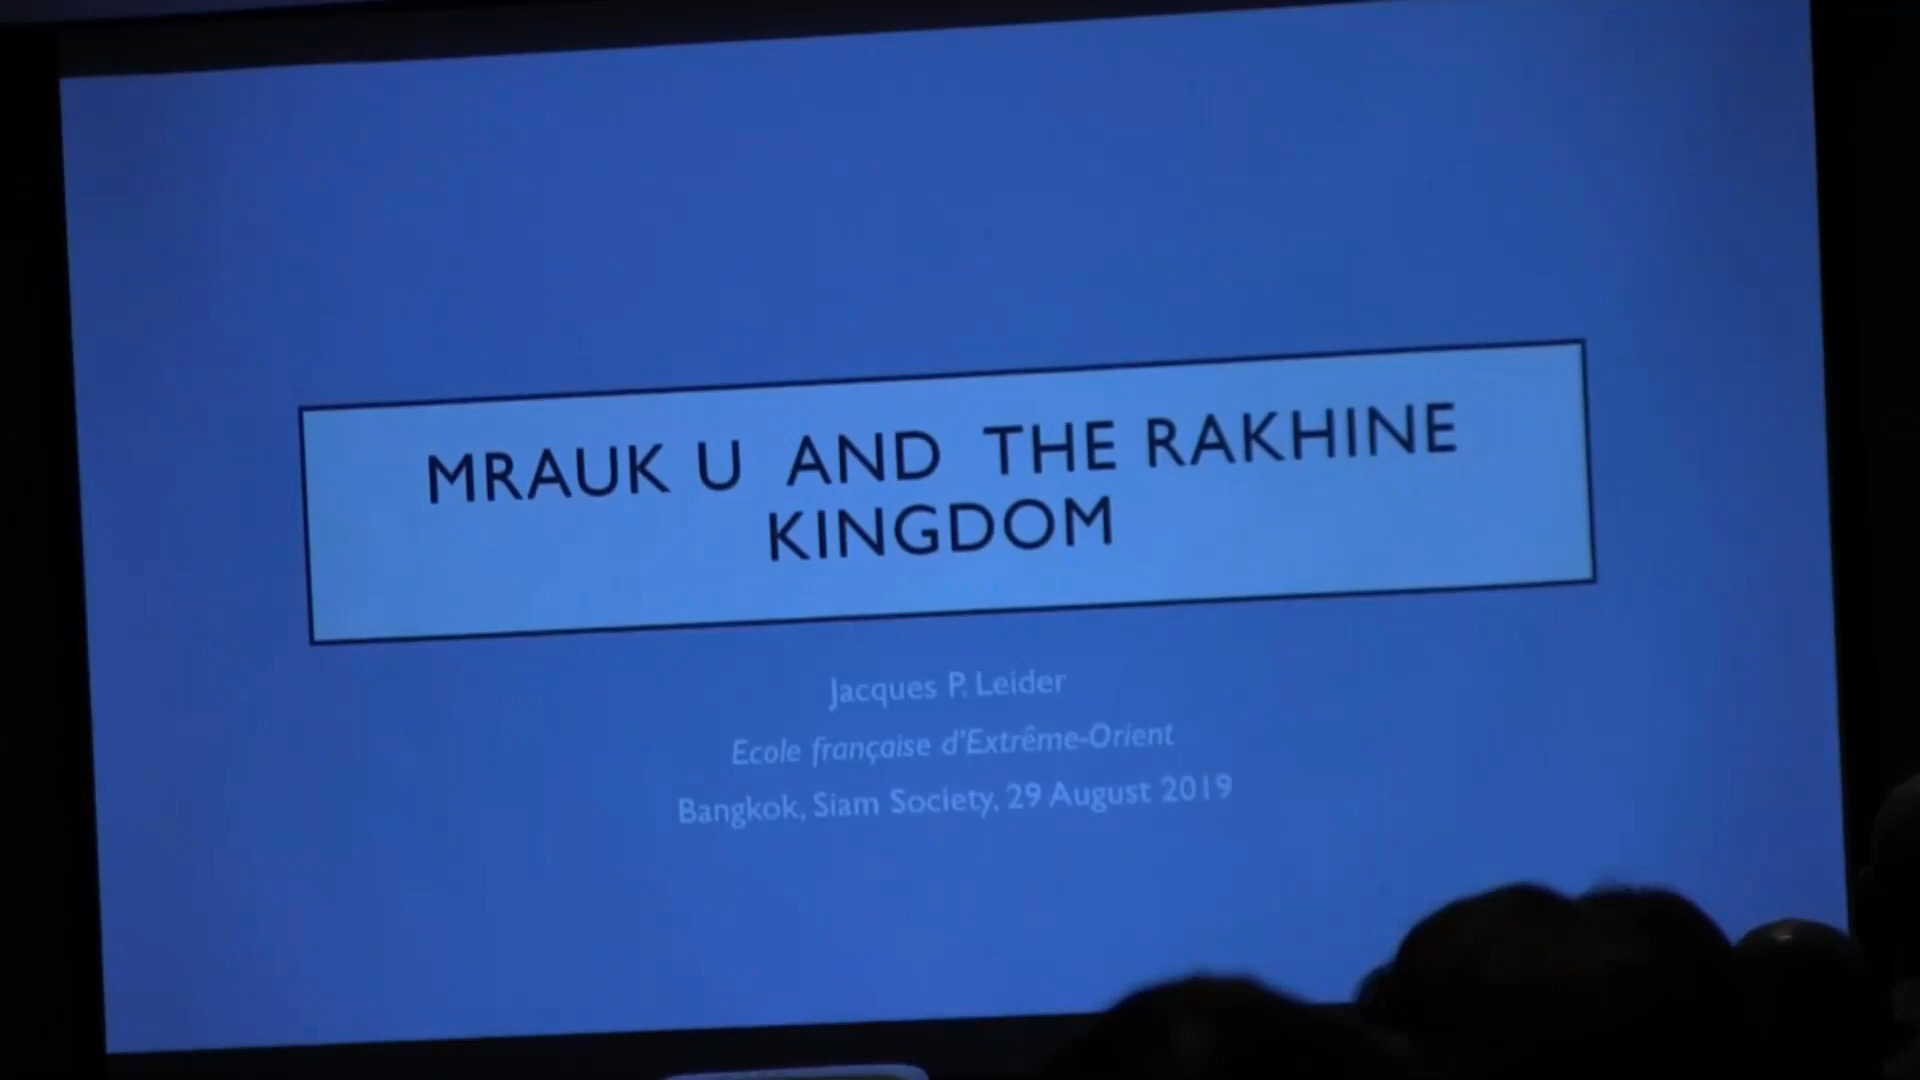 MRAUK U AND THE RAKHINE
KINGDOM
Jacques P. Leider
Ecole française d'Extrême-Orient
Bangkok, Siam Society, 29 August 2019